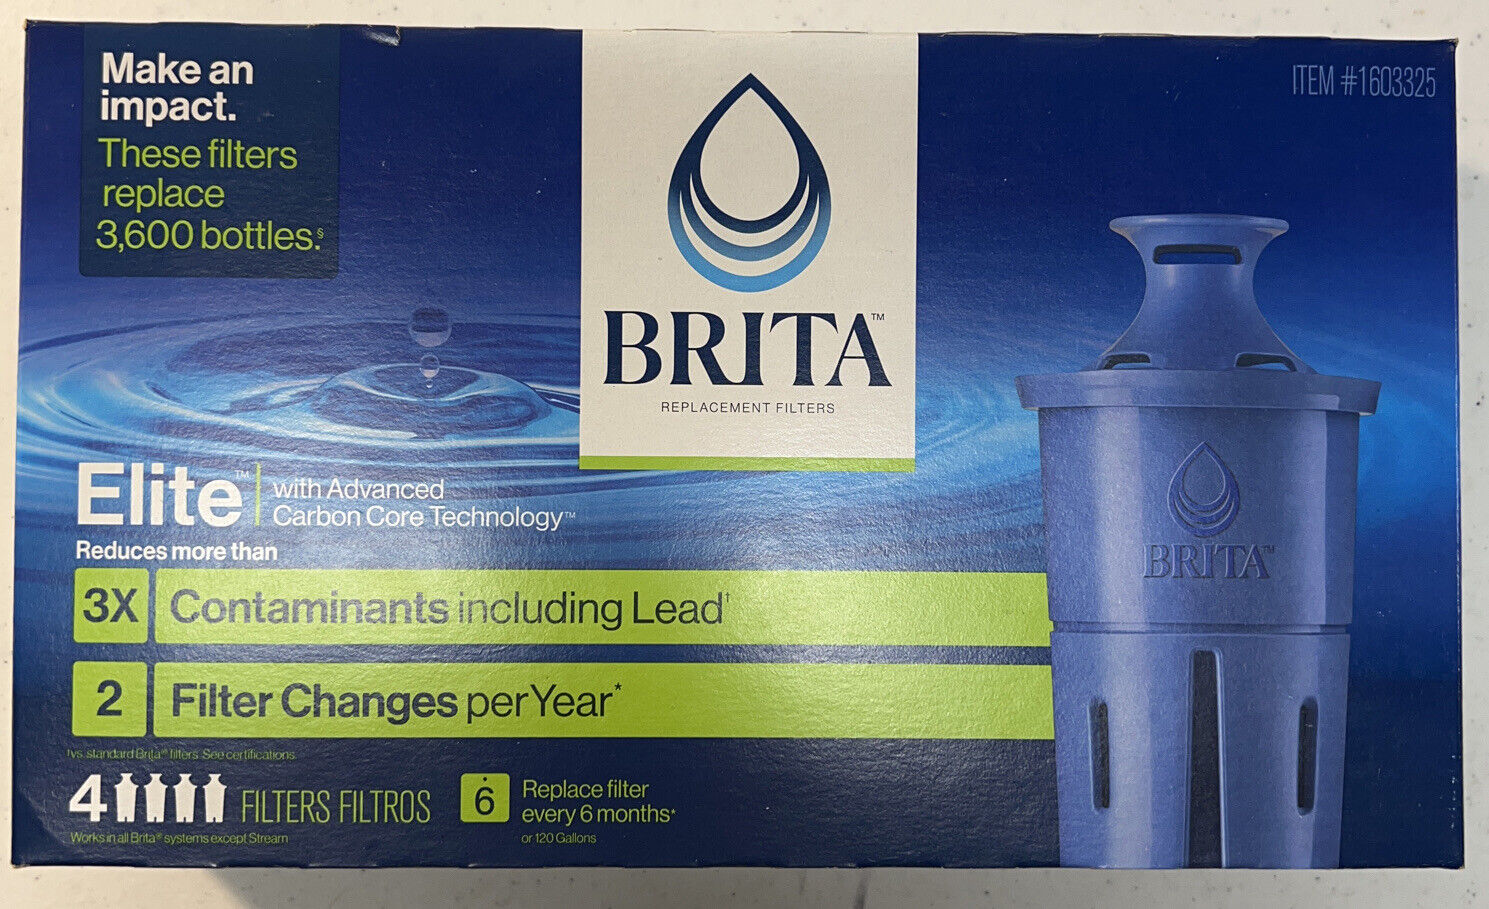 Make an
impact.
These filters
replace
3,600 bottles.§
BRITA™
REPLACEMENT FILTERS
ITEM #1603325
Elite™
with Advanced
Carbon Core Technology™
Reduces more than
3X Contaminants including Lead†
2 Filter Changes per Year*
†vs. standard Brita® filters. See certifications.
4 FILTERS FILTROS
Works in all Brita® systems except Stream
6
Replace filter
every 6 months*
or 120 Gallons
BRITA™